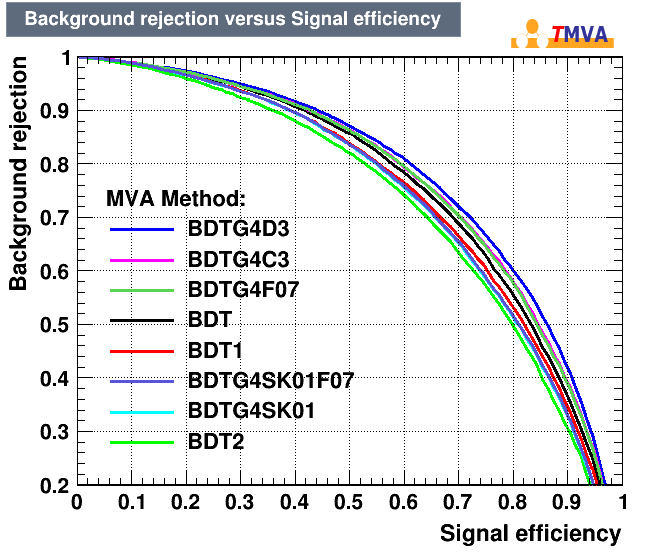 Background rejection versus Signal efficiency
TMVA
Background rejection
1
0.9
0.8
0.7
0.6
0.5
0.4
0.3
0.2
MVA Method:
BDTG4D3
BDTG4C3
BDTG4F07
BDT
BDT1
BDTG4SK01F07
BDTG4SK01
BDT2
0 0.1 0.2 0.3 0.4 0.5 0.6 0.7 0.8 0.9 1
Signal efficiency